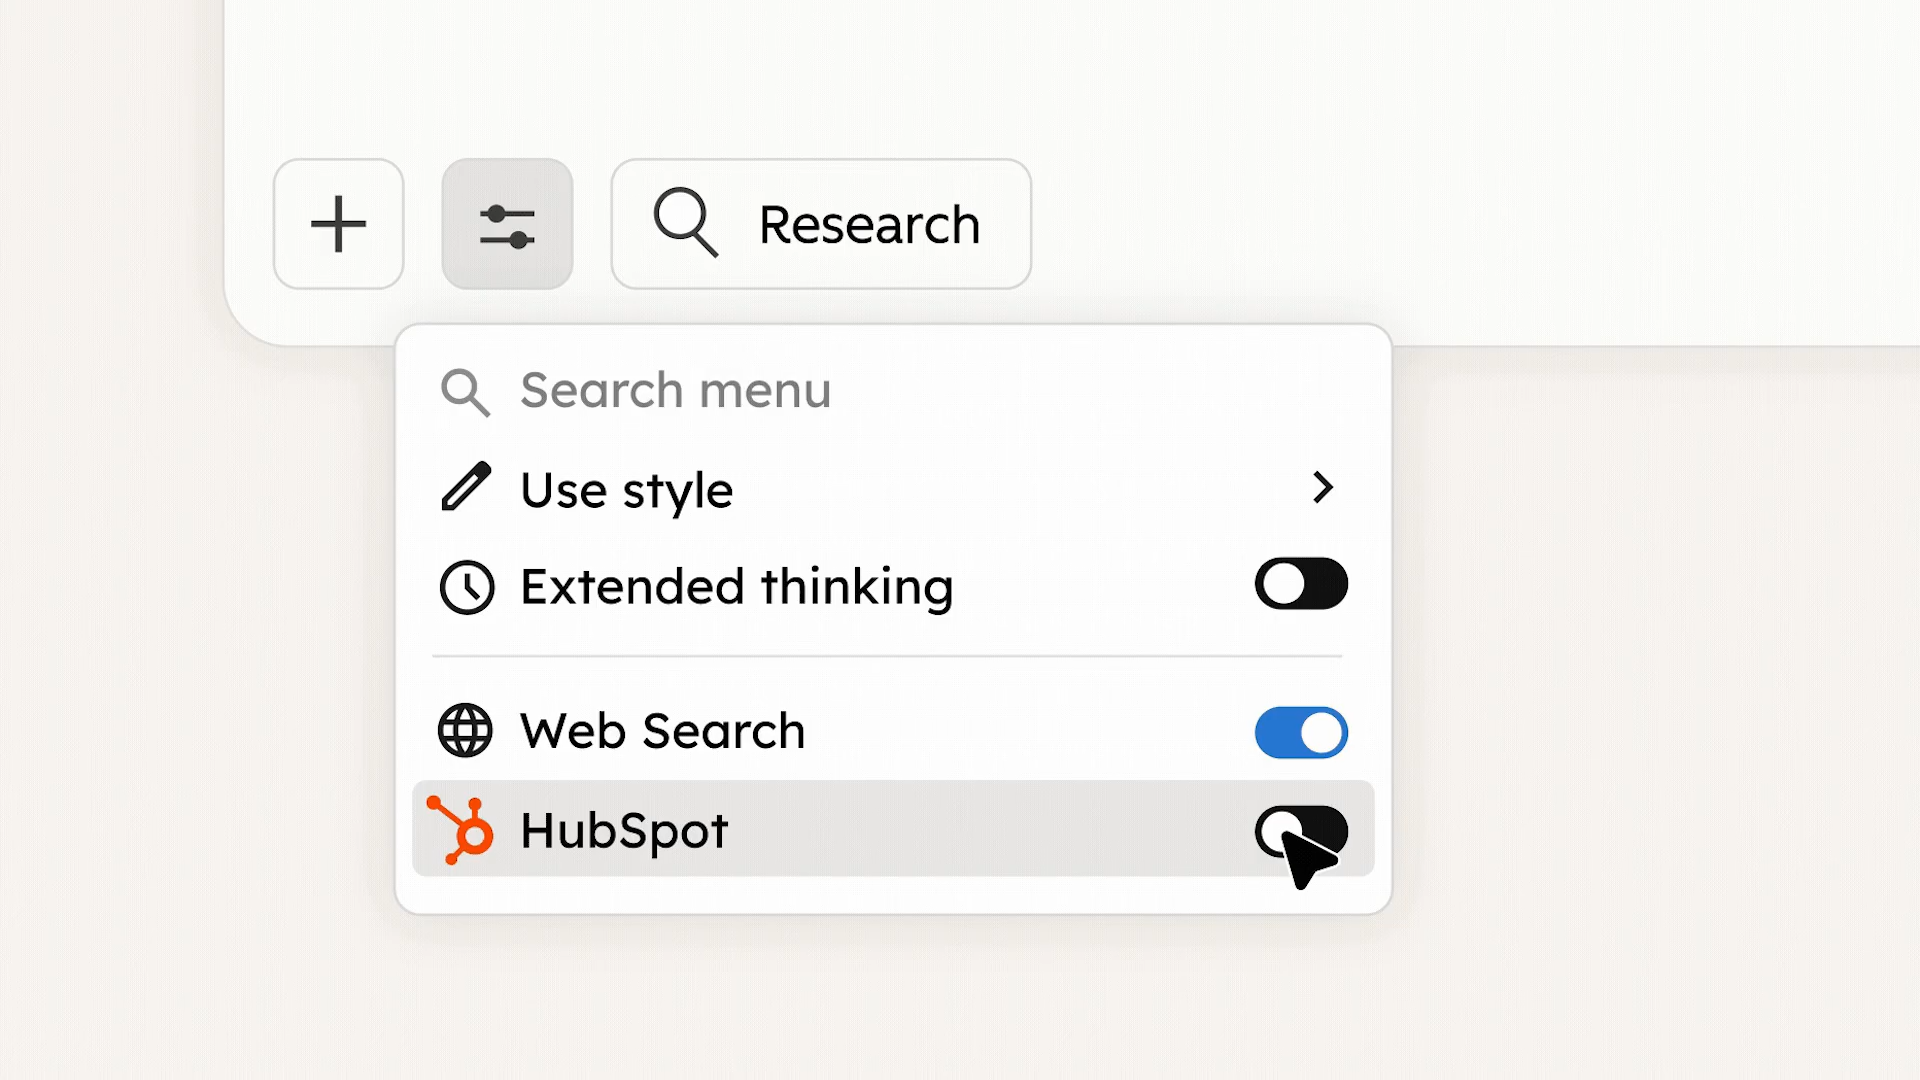 Research
Search menu
Use style
Extended thinking
Web Search
HubSpot